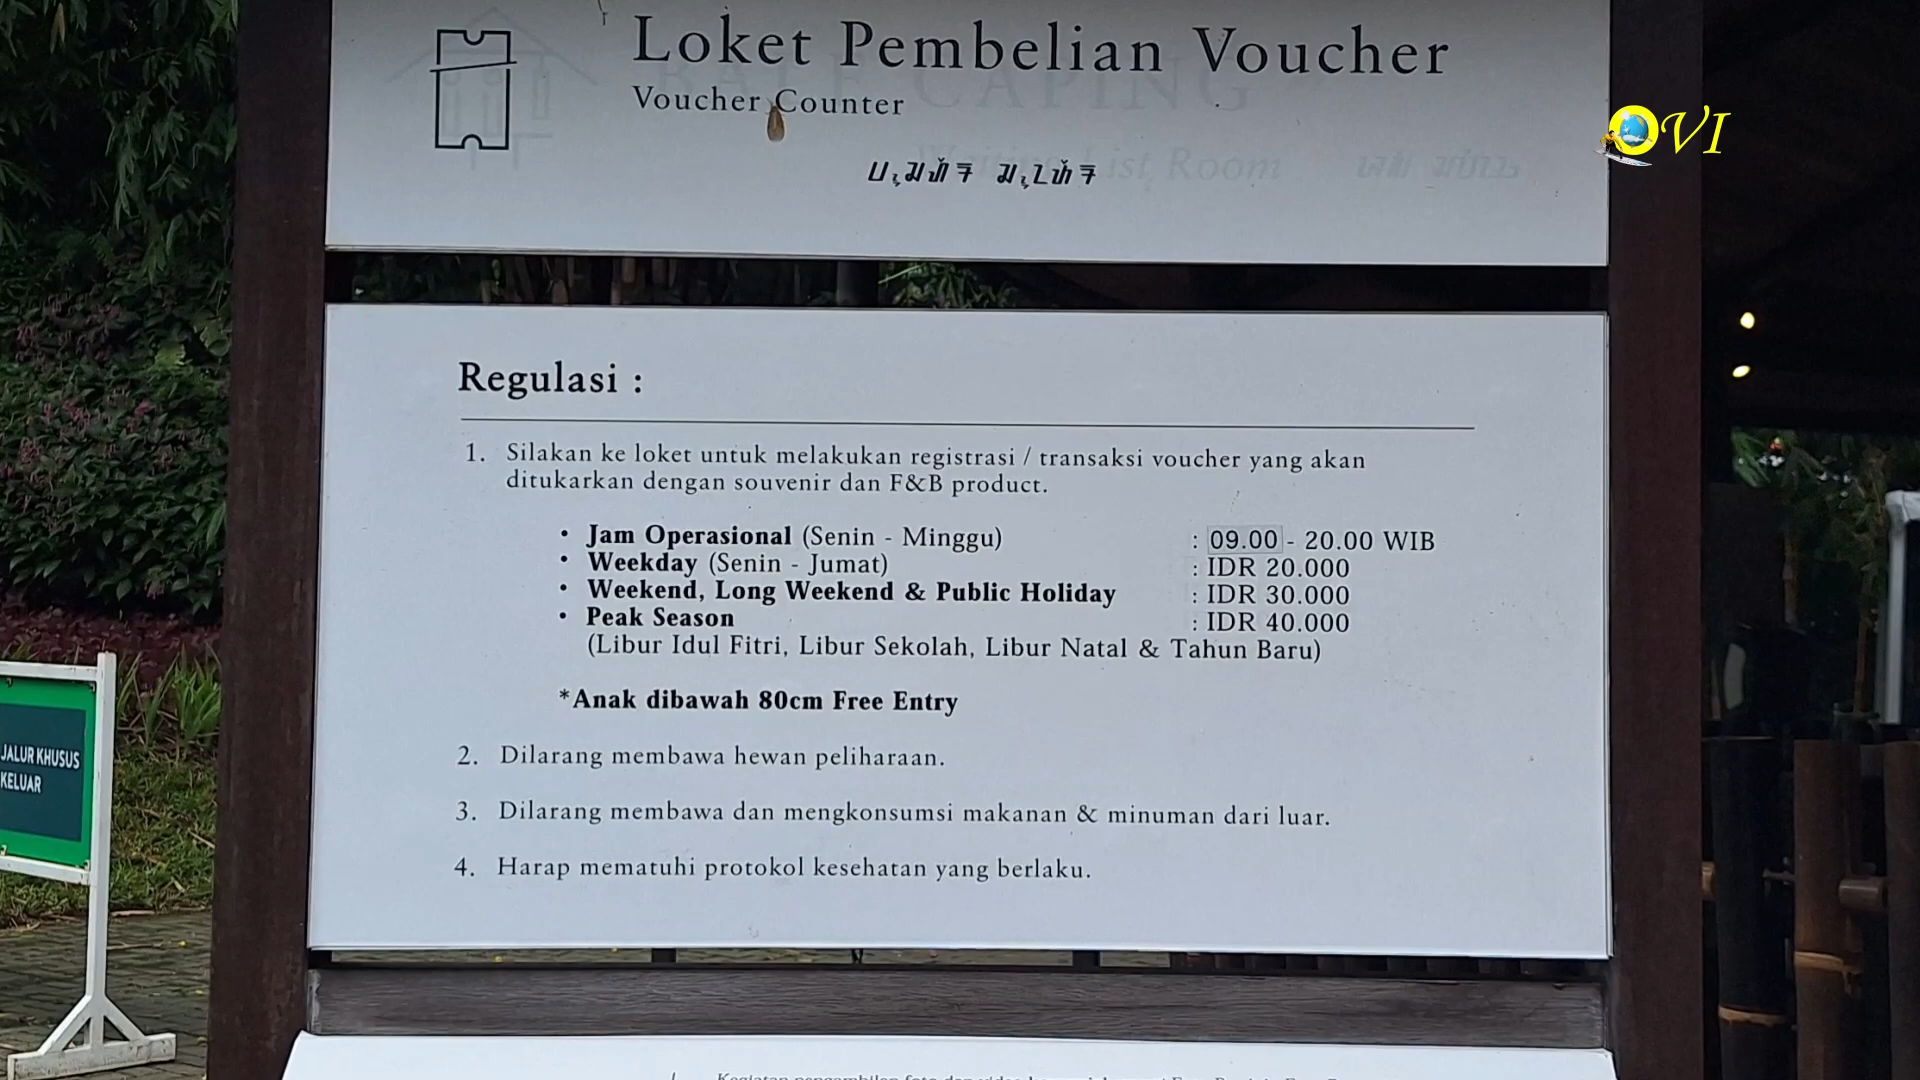 Loket Pembelian Voucher
Voucher Counter
OVI
Regulasi :
1. Silakan ke loket untuk melakukan registrasi / transaksi voucher yang akan
ditukarkan dengan souvenir dan F&B product.
• Jam Operasional (Senin - Minggu) : 09.00 - 20.00 WIB
• Weekday (Senin - Jumat) : IDR 20.000
• Weekend, Long Weekend & Public Holiday : IDR 30.000
• Peak Season : IDR 40.000
(Libur Idul Fitri, Libur Sekolah, Libur Natal & Tahun Baru)
*Anak dibawah 80cm Free Entry
2. Dilarang membawa hewan peliharaan.
3. Dilarang membawa dan mengkonsumsi makanan & minuman dari luar.
4. Harap mematuhi protokol kesehatan yang berlaku.
JALUR KHUSUS
KELUAR